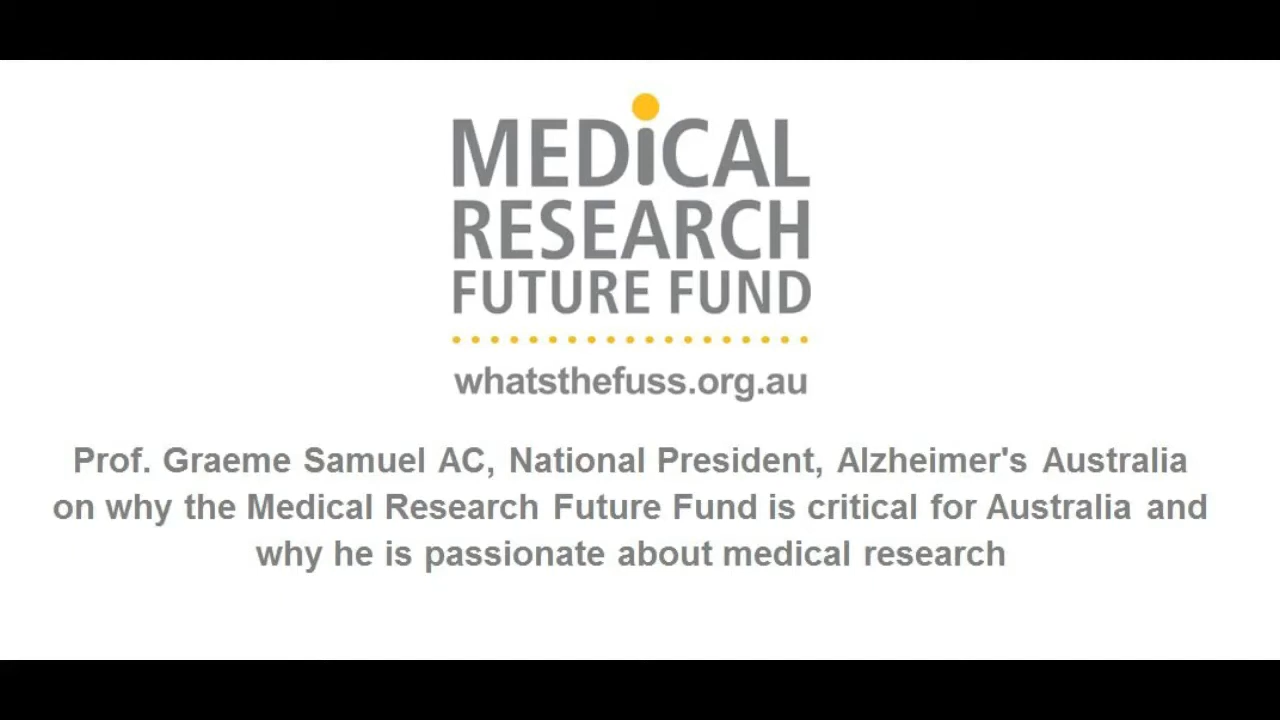 MEDiCAL
RESEARCH
FUTURE FUND
whatsthefuss.org.au
Prof. Graeme Samuel AC, National President, Alzheimer's Australia
on why the Medical Research Future Fund is critical for Australia and
why he is passionate about medical research